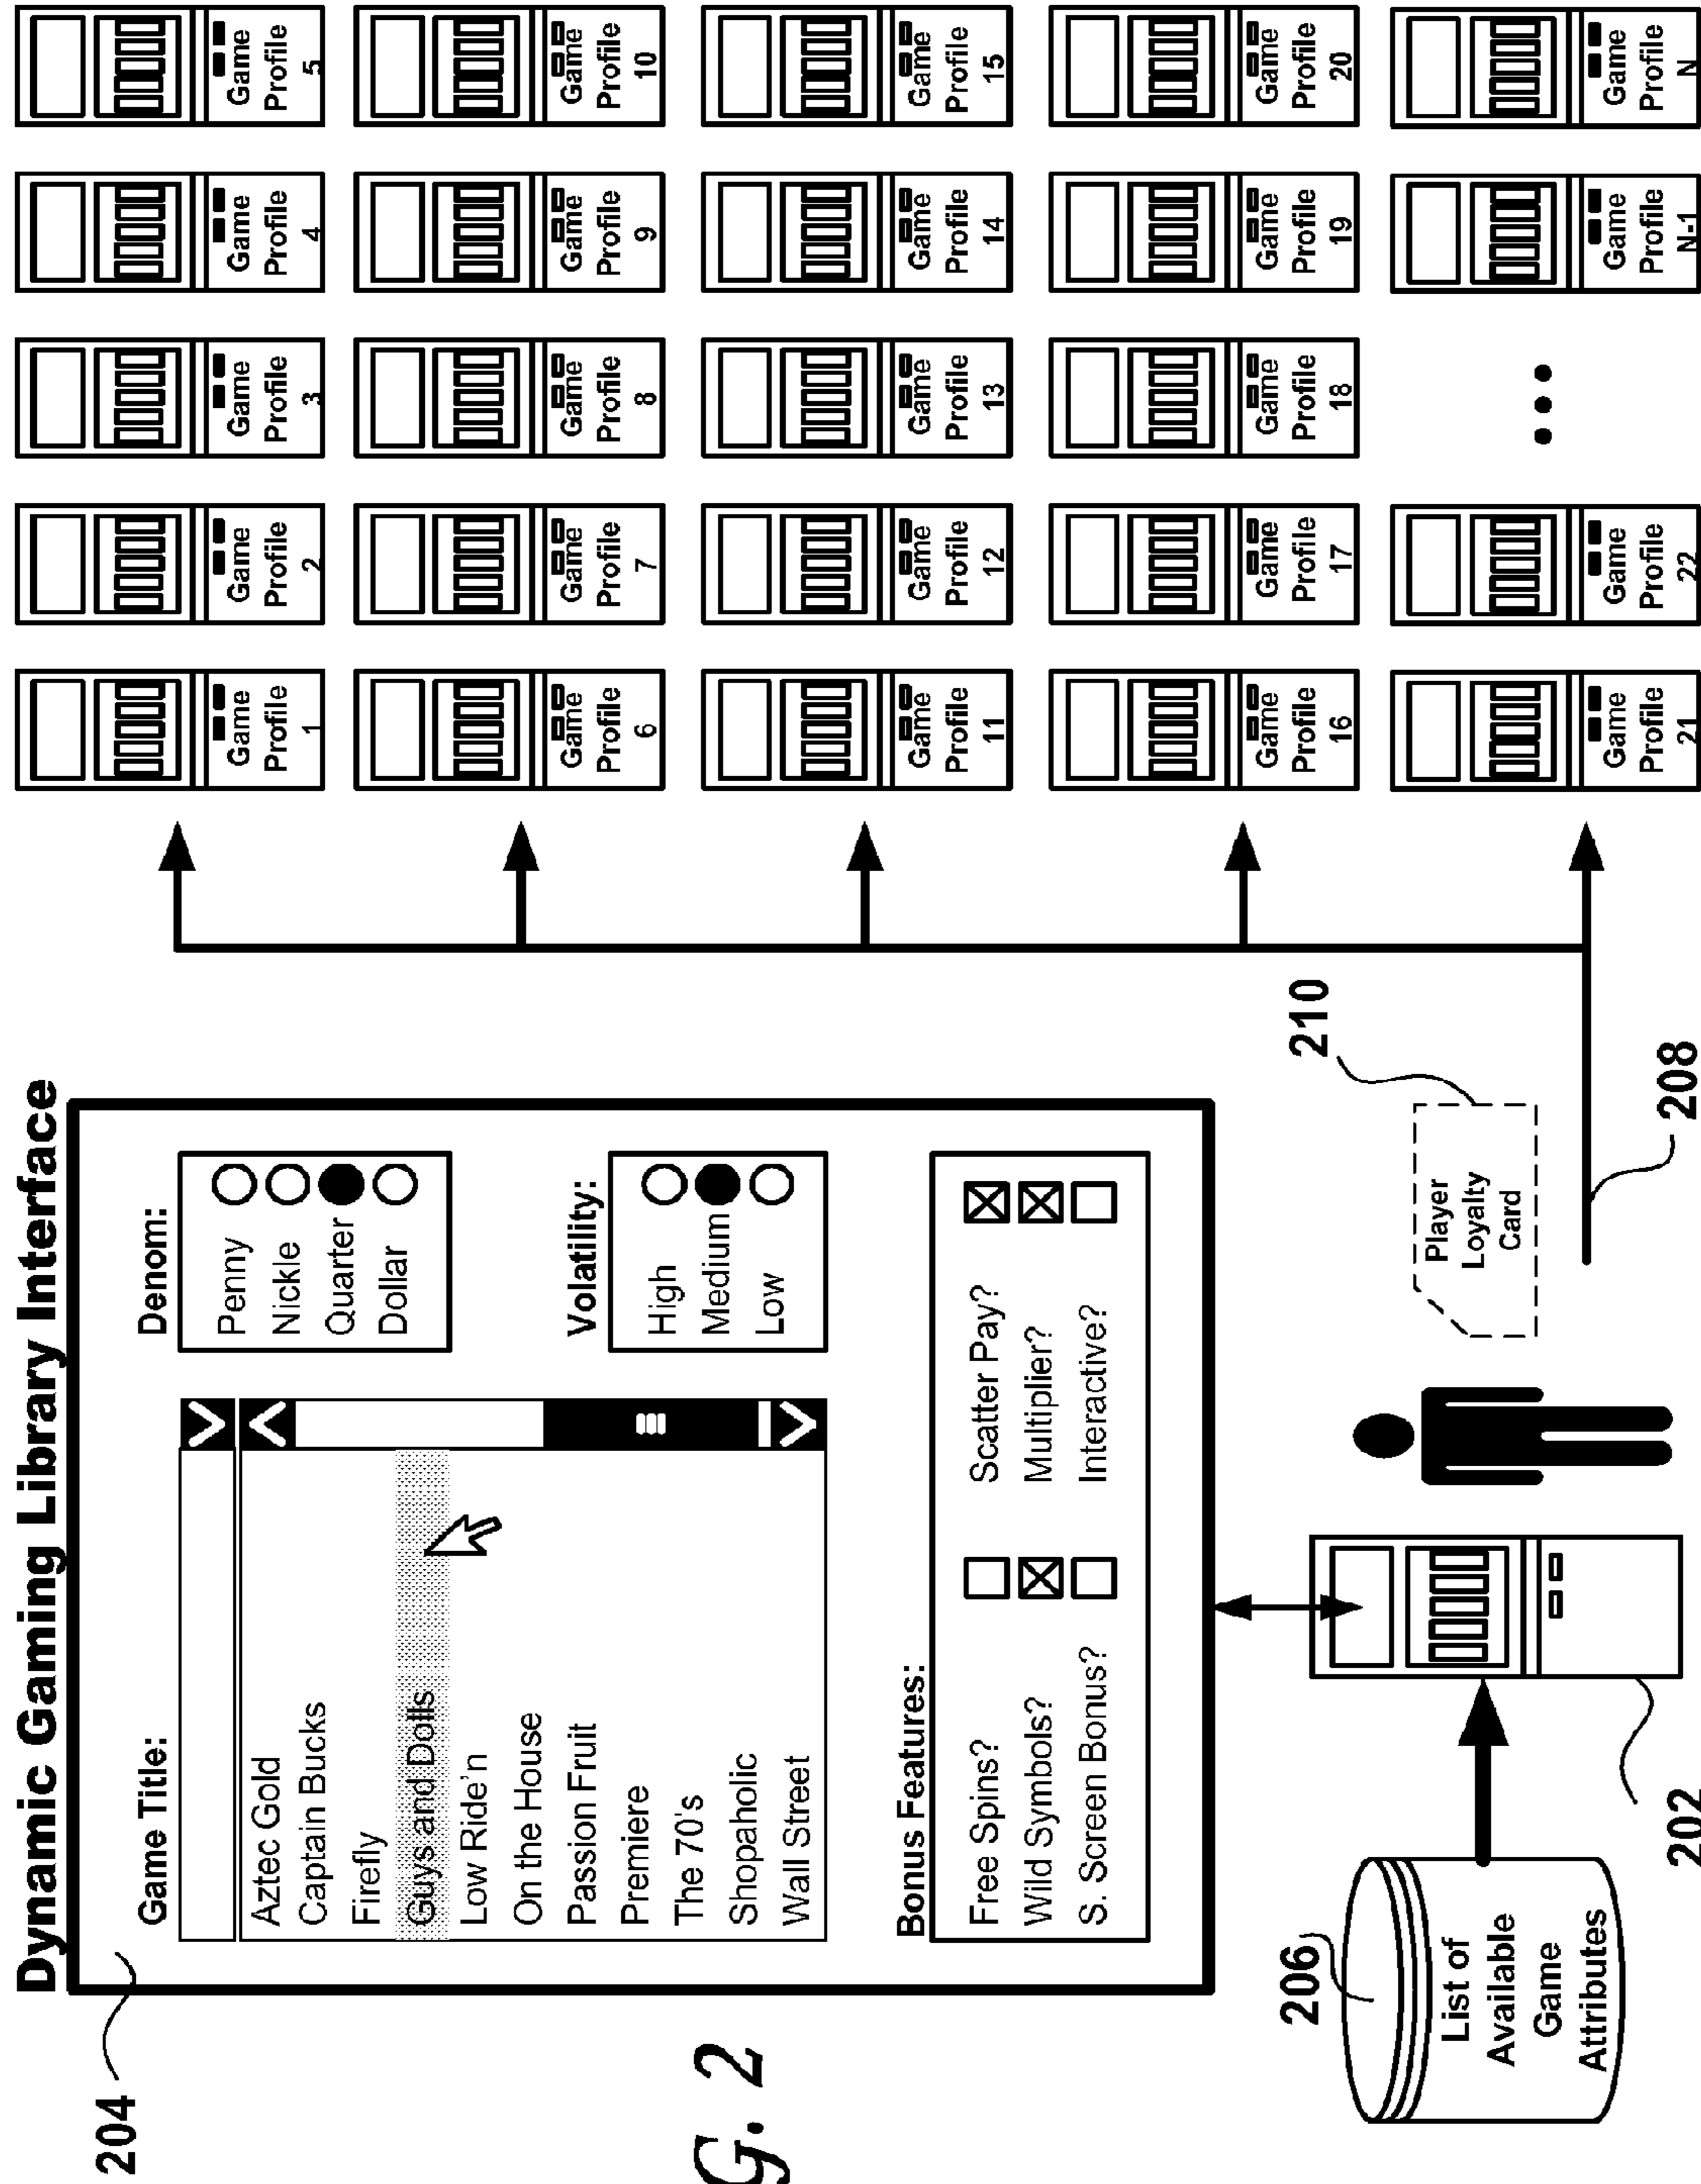 Dynamic Gaming Library Interface
204
Game Title:
Aztec Gold
Captain Bucks
Firefly
Guys and Dolls
Low Ride'n
On the House
Passion Fruit
Premiere
The 70's
Shopaholic
Wall Street
Denom:
Penny
Nickle
Quarter
Dollar
Volatility:
High
Medium
Low
Bonus Features:
Free Spins?
Wild Symbols?
S. Screen Bonus?
Scatter Pay?
Multiplier?
Interactive?
206
List of
Available
Game
Attributes
202
Player
Loyalty
Card
210
208
Game
Profile
1
Game
Profile
2
Game
Profile
3
Game
Profile
4
Game
Profile
5
Game
Profile
6
Game
Profile
7
Game
Profile
8
Game
Profile
9
Game
Profile
10
Game
Profile
11
Game
Profile
12
Game
Profile
13
Game
Profile
14
Game
Profile
15
Game
Profile
16
Game
Profile
17
Game
Profile
18
Game
Profile
19
Game
Profile
20
Game
Profile
21
Game
Profile
22
Game
Profile
N-1
Game
Profile
N
G. 2